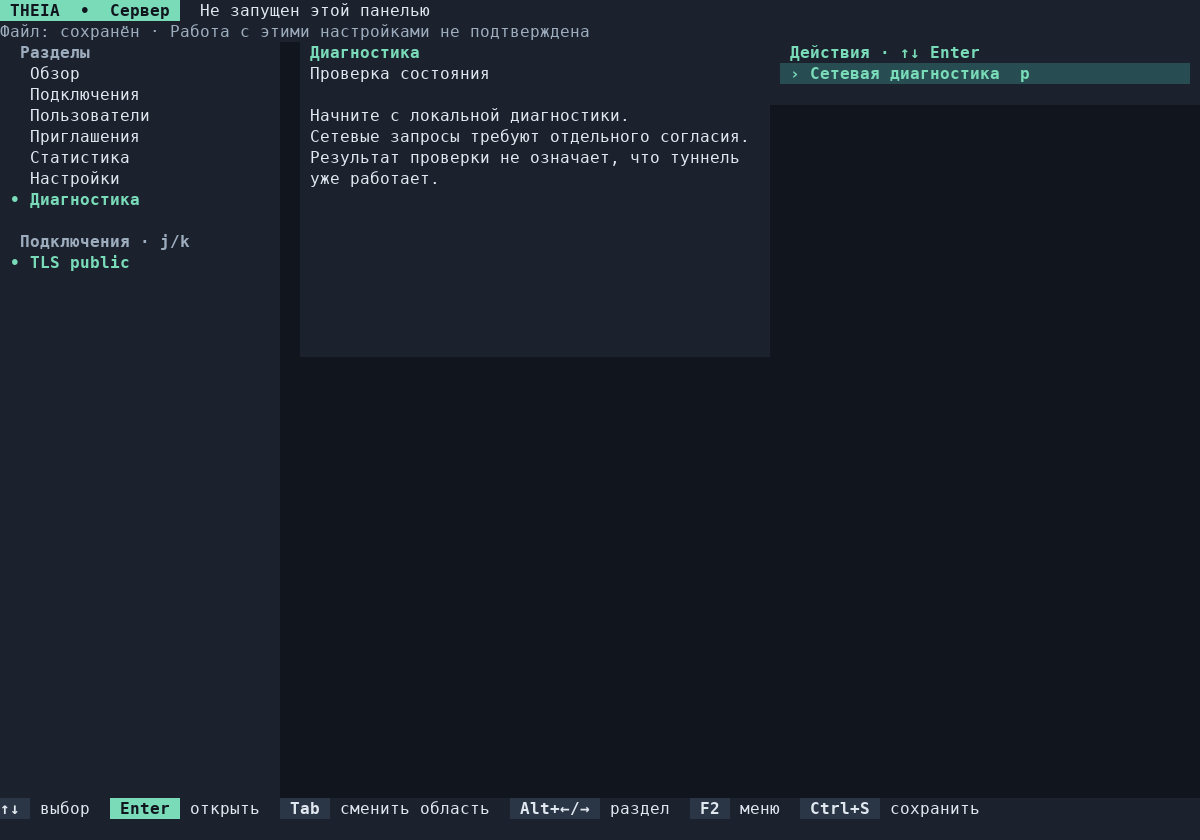 THEIA • Сервер Не запущен этой панелью
Файл: сохранён · Работа с этими настройками не подтверждена
Разделы
Обзор
Подключения
Пользователи
Приглашения
Статистика
Настройки
• Диагностика
Подключения · j/k
• TLS public
Диагностика
Проверка состояния
Начните с локальной диагностики.
Сетевые запросы требуют отдельного согласия.
Результат проверки не означает, что туннель
уже работает.
Действия · ↑↓ Enter
› Сетевая диагностика p
↑↓ выбор Enter открыть Tab сменить область Alt+←/→ раздел F2 меню Ctrl+S сохранить